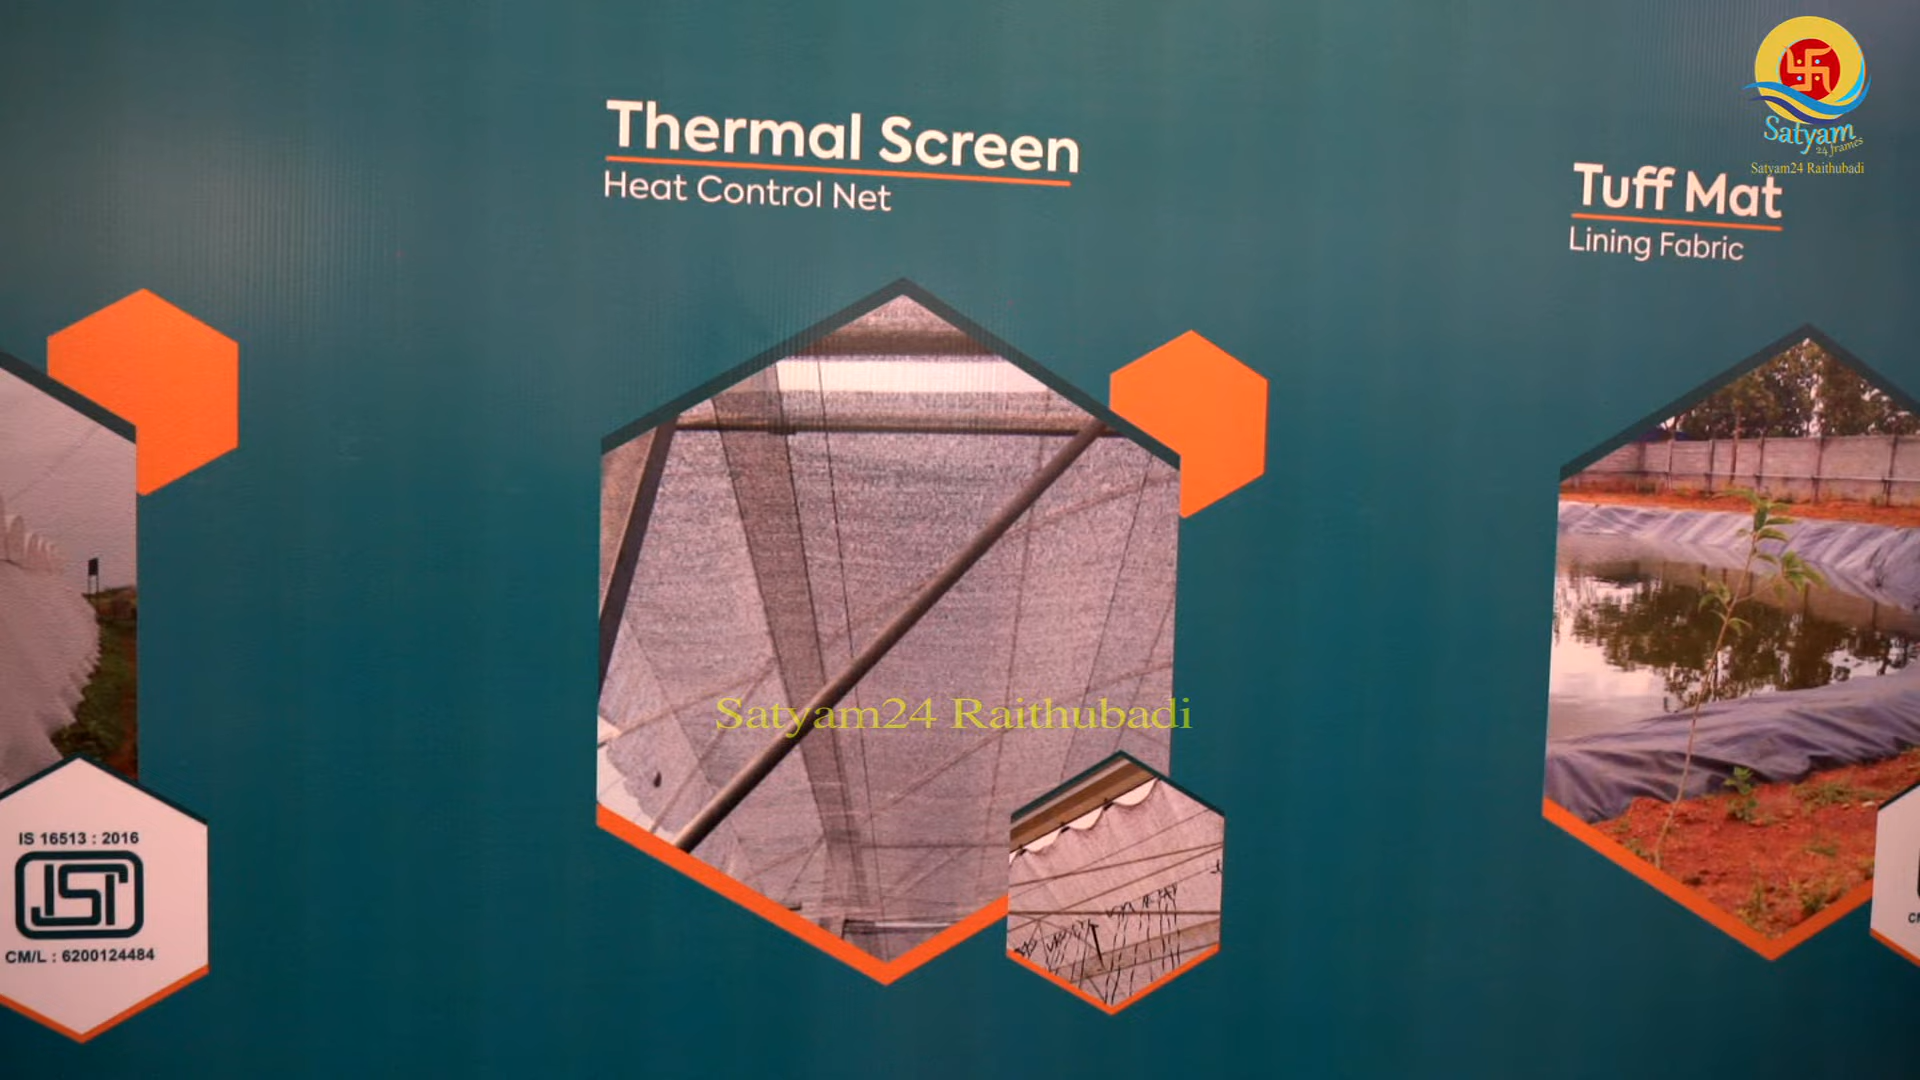 Thermal Screen
Heat Control Net
Satyam
24 frames
Satyam24 Raithubadi
Tuff Mat
Lining Fabric
Satyam24 Raithubadi
IS 16513 : 2016
ISI
CM/L : 6200124484